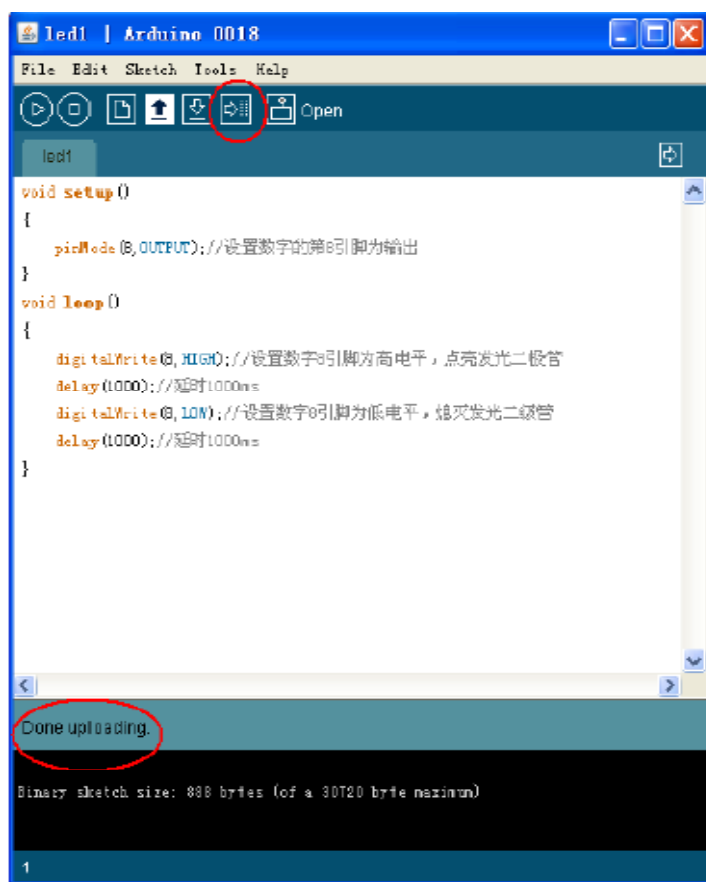 led1 | Arduino 0018
File Edit Sketch Tools Help
Open
led1
void setup()
{
pinMode(8,OUTPUT);//设置数字的第8引脚为输出
}
void loop()
{
digitalWrite(8,HIGH);//设置数字8引脚为高电平，点亮发光二极管
delay(1000);//延时1000ms
digitalWrite(8,LOW);//设置数字8引脚为低电平，熄灭发光二级管
delay(1000);//延时1000ms
}
Done uploading.
Binary sketch size: 888 bytes (of a 30720 byte maximum)
1